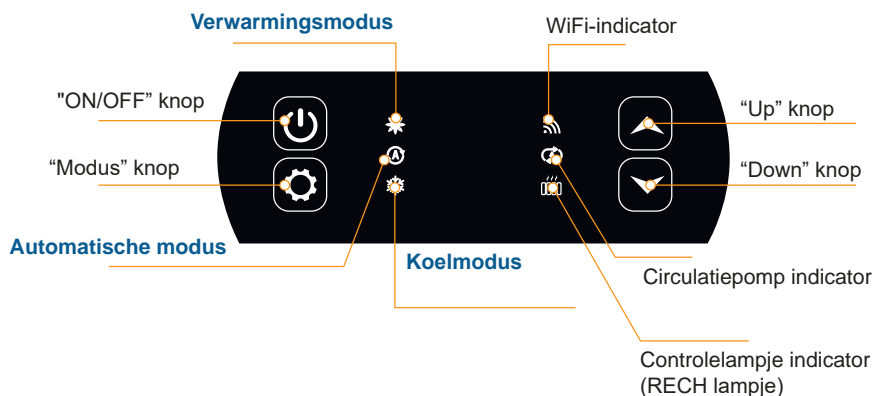 Verwarmingsmodus
WiFi-indicator
"ON/OFF” knop
“Up” knop
“Modus” knop
“Down” knop
A
Automatische modus
Koelmodus
Circulatiepomp indicator
Controlelampje indicator
(RECH lampje)